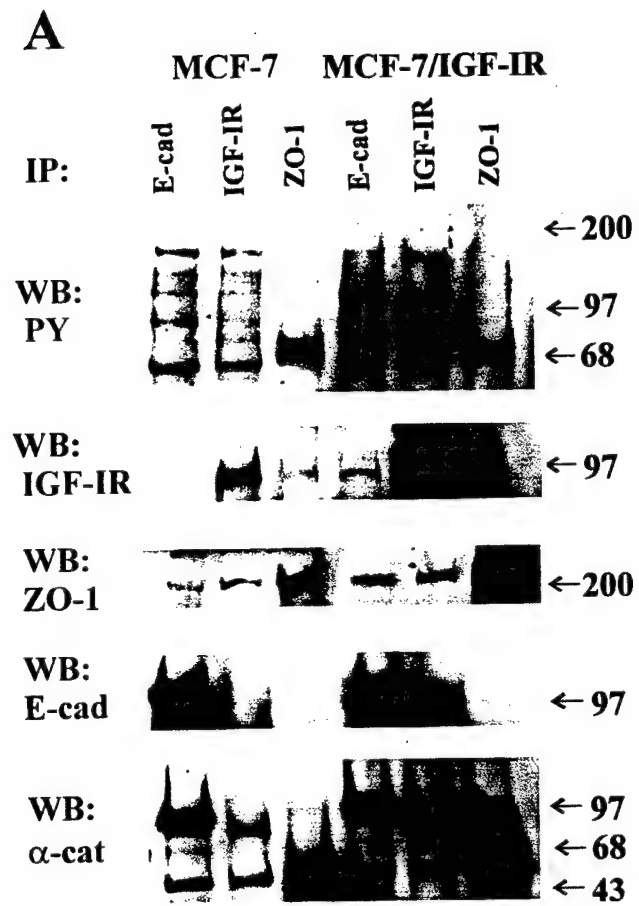 A
MCF-7 MCF-7/IGF-IR
IP: E-cad IGF-IR ZO-1 E-cad IGF-IR ZO-1
WB: PY ←200 ←97 ←68
WB: IGF-IR ←97
WB: ZO-1 ←200
WB: E-cad ←97
WB: α-cat ←97 ←68 ←43